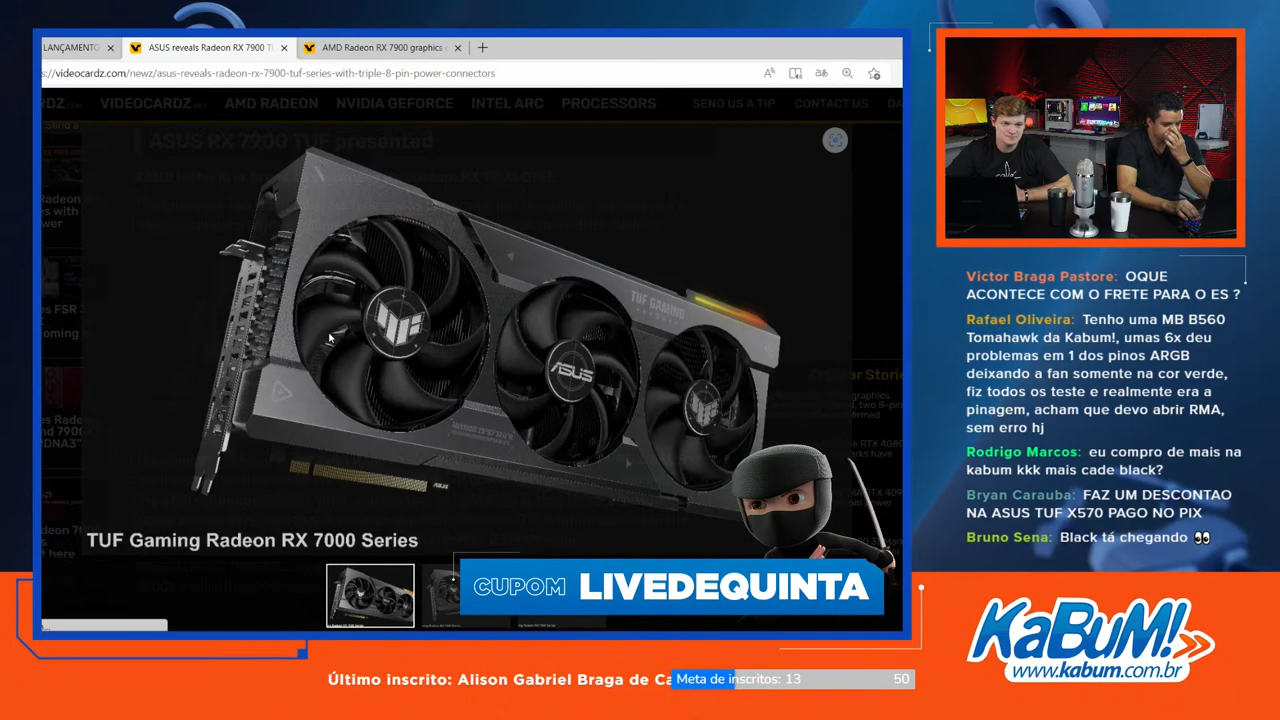 LANÇAMENTO
ASUS reveals Radeon RX 7900 T
AMD Radeon RX 7900 graphics
://videocardz.com/newz/asus-reveals-radeon-rx-7900-tuf-series-with-triple-8-pin-power-connectors
VIDEOCARDZ AMD RADEON NVIDIA GEFORCE INTEL ARC PROCESSORS SEND US A TIP CONTACT US
ASUS RX 7900 TUF presented
TUF GAMING
ASUS
TUF Gaming Radeon RX 7000 Series
CUPOM LIVEDEQUINTA
Victor Braga Pastore: OQUE
ACONTECE COM O FRETE PARA O ES ?
Rafael Oliveira: Tenho uma MB B560
Tomahawk da Kabum!, umas 6x deu
problemas em 1 dos pinos ARGB
deixando a fan somente na cor verde,
fiz todos os teste e realmente era a
pinagem, acham que devo abrir RMA,
sem erro hj
Rodrigo Marcos: eu compro de mais na
kabum kkk mais cade black?
Bryan Carauba: FAZ UM DESCONTAO
NA ASUS TUF X570 PAGO NO PIX
Bruno Sena: Black tá chegando 👀
KaBuM!
www.kabum.com.br
Último inscrito: Alison Gabriel Braga de Ca
Meta de inscritos: 13 50